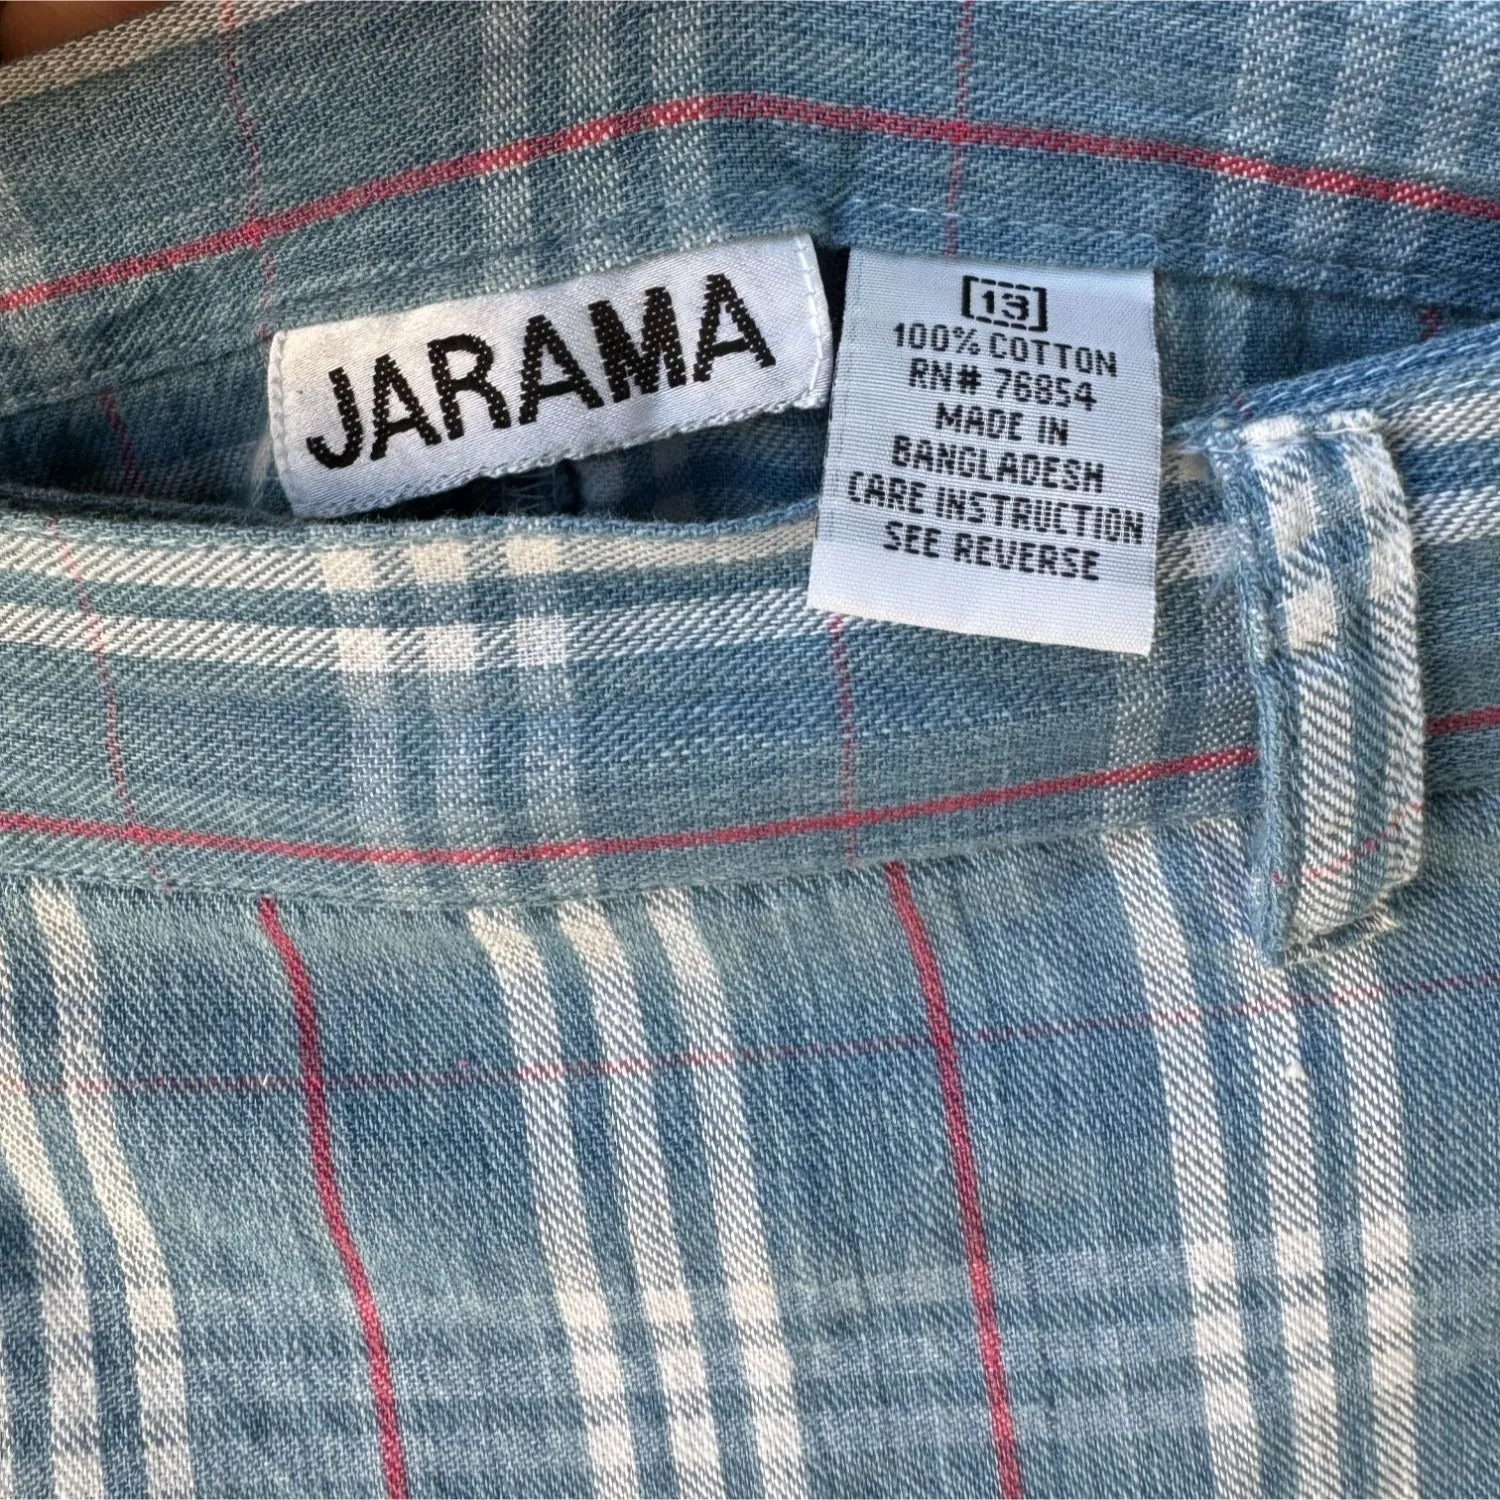 JARAMA
[13]
100% COTTON
RN# 76854
MADE IN
BANGLADESH
CARE INSTRUCTION
SEE REVERSE